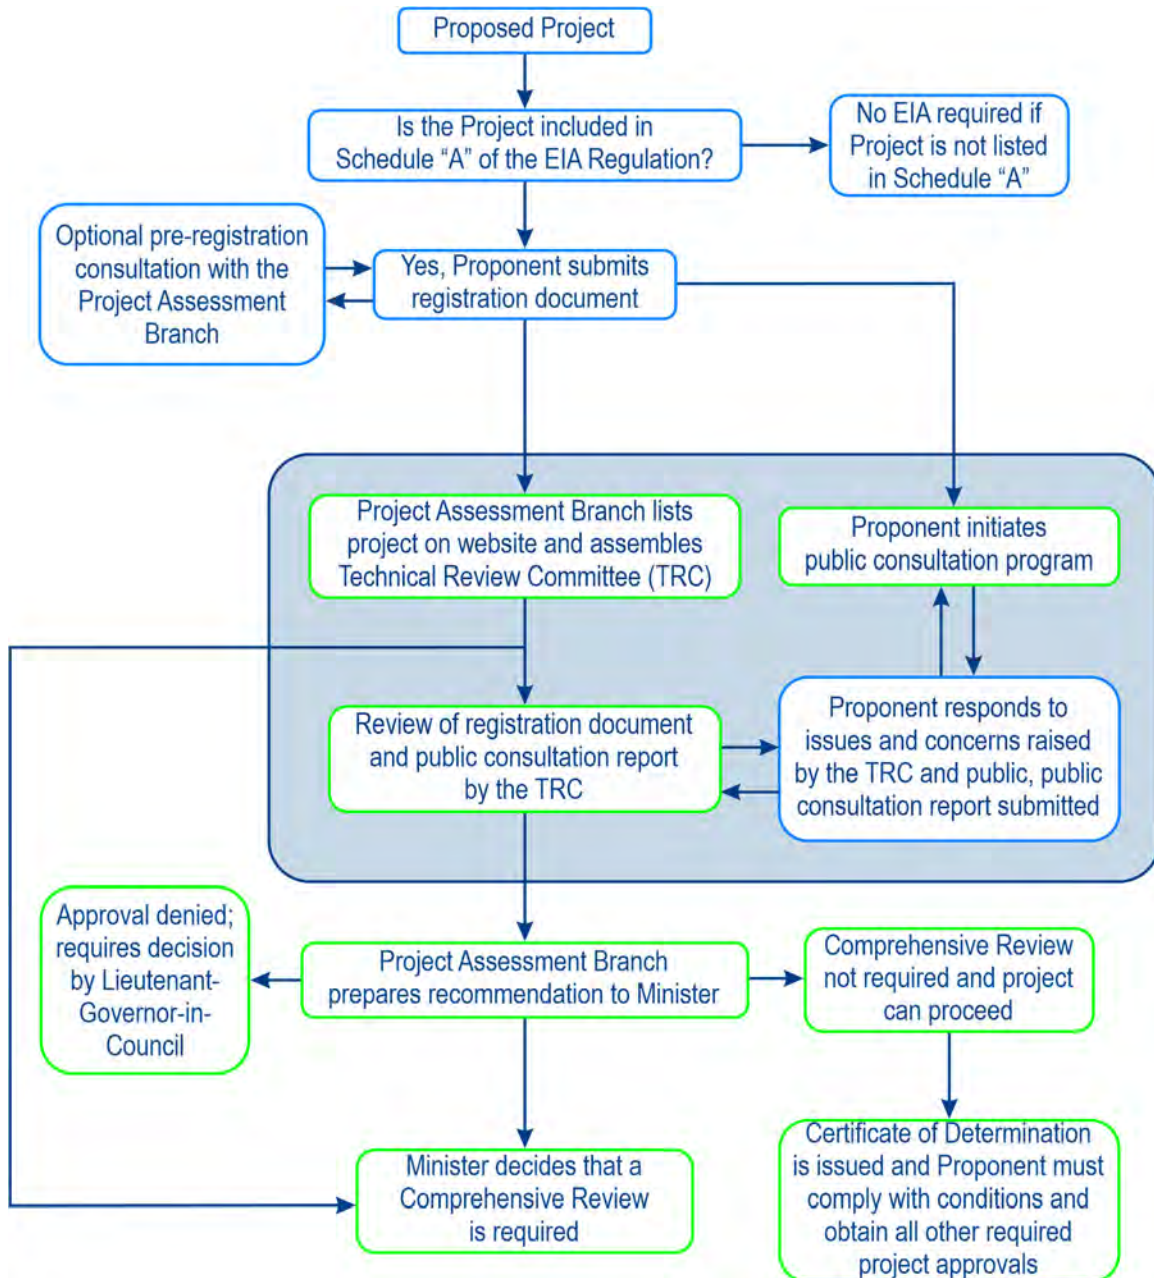 Proposed Project
Is the Project included in
Schedule “A” of the EIA Regulation?
No EIA required if
Project is not listed
in Schedule “A”
Optional pre-registration
consultation with the
Project Assessment
Branch
Yes, Proponent submits
registration document
Project Assessment Branch lists
project on website and assembles
Technical Review Committee (TRC)
Proponent initiates
public consultation program
Review of registration document
and public consultation report
by the TRC
Proponent responds to
issues and concerns raised
by the TRC and public, public
consultation report submitted
Approval denied;
requires decision
by Lieutenant-
Governor-in-
Council
Project Assessment Branch
prepares recommendation to Minister
Comprehensive Review
not required and project
can proceed
Minister decides that a
Comprehensive Review
is required
Certificate of Determination
is issued and Proponent must
comply with conditions and
obtain all other required
project approvals